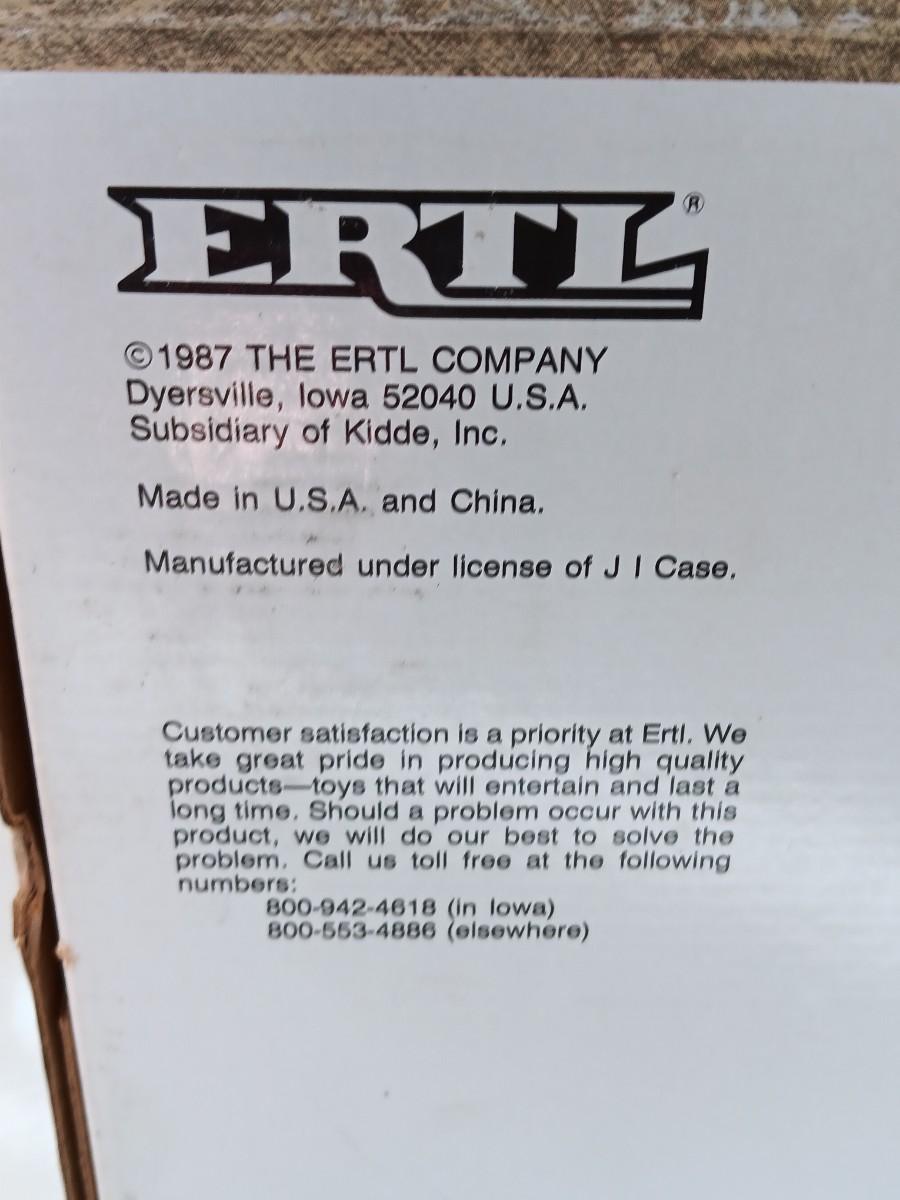 ERTL®
©1987 THE ERTL COMPANY
Dyersville, Iowa 52040 U.S.A.
Subsidiary of Kidde, Inc.
Made in U.S.A. and China.
Manufactured under license of J I Case.
Customer satisfaction is a priority at Ertl. We
take great pride in producing high quality
products—toys that will entertain and last a
long time. Should a problem occur with this
product, we will do our best to solve the
problem. Call us toll free at the following
numbers:
800-942-4618 (in Iowa)
800-553-4886 (elsewhere)